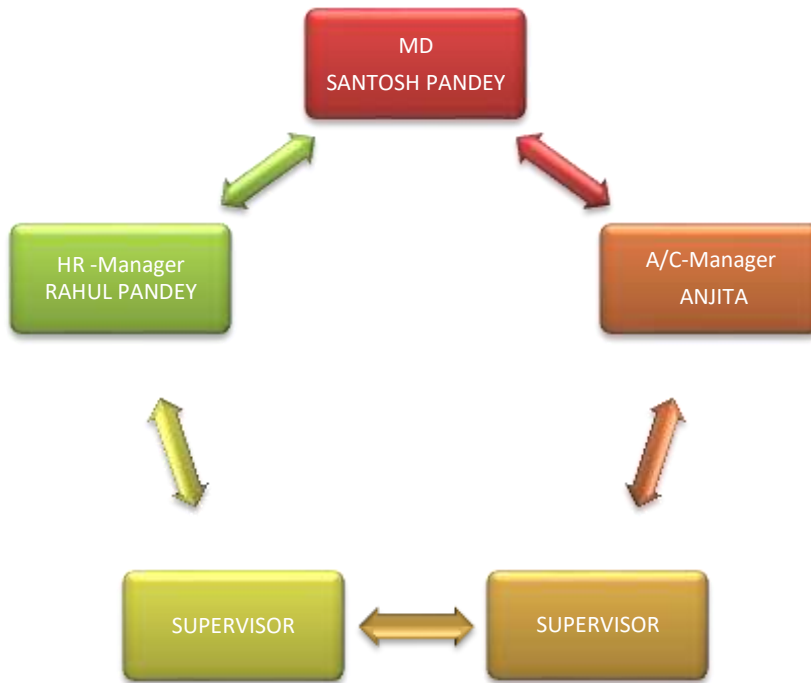 MD
SANTOSH PANDEY
HR -Manager
RAHUL PANDEY
A/C-Manager
ANJITA
SUPERVISOR
SUPERVISOR